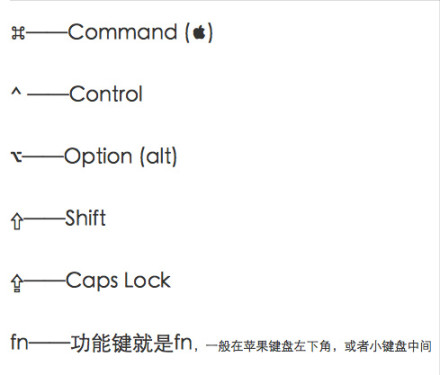 ⌘——Command ()
^ ——Control
⌥——Option (alt)
⇧——Shift
⇪——Caps Lock
fn——功能键就是fn，一般在苹果键盘左下角，或者小键盘中间